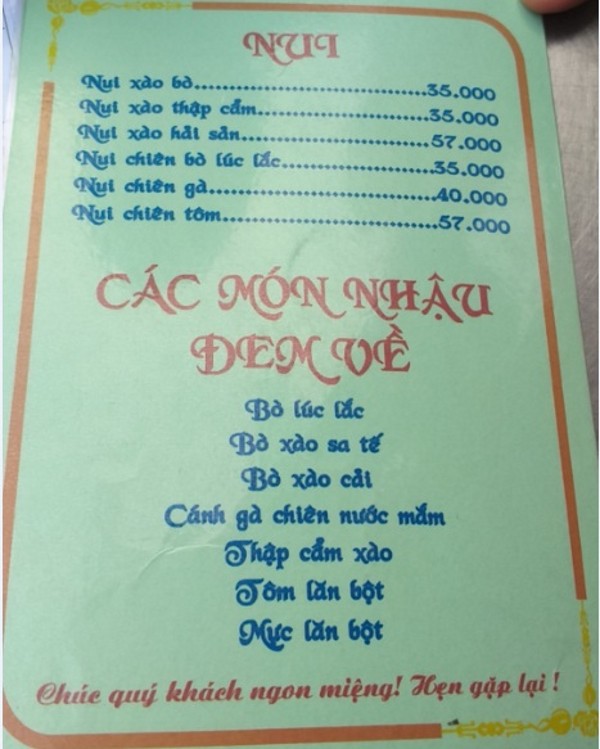 NUI
Nui xào bò..............................35.000
Nui xào thập cẩm......................35.000
Nui xào hải sản........................57.000
Nui chiên bò lúc lắc...................35.000
Nui chiên gà............................40.000
Nui chiên tôm...........................57.000
CÁC MÓN NHẬU
ĐEM VỀ
Bò lúc lắc
Bò xào sa tế
Bò xào cải
Cánh gà chiên nước mắm
Thập cẩm xào
Tôm lăn bột
Mực lăn bột
Chúc quý khách ngon miệng! Hẹn gặp lại !